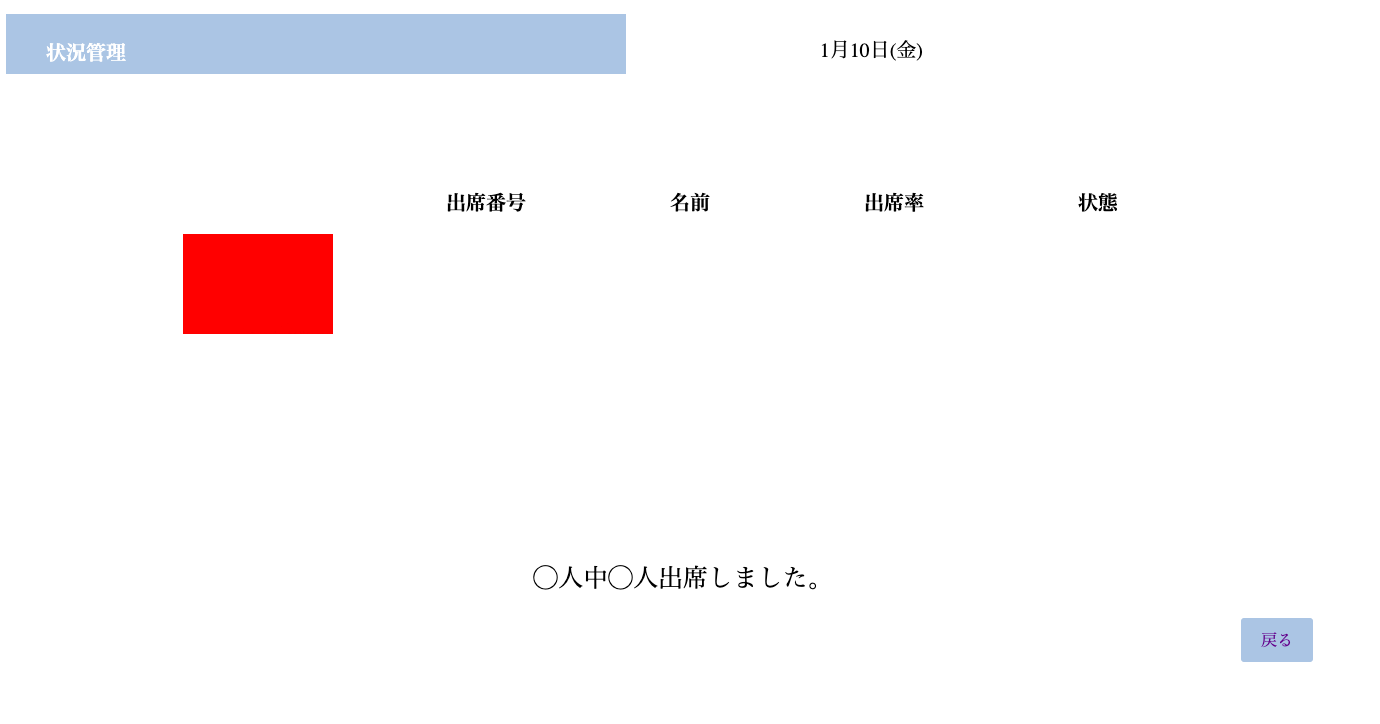 状況管理
1月10日(金)
出席番号 名前 出席率 状態
◯人中◯人出席しました。
戻る